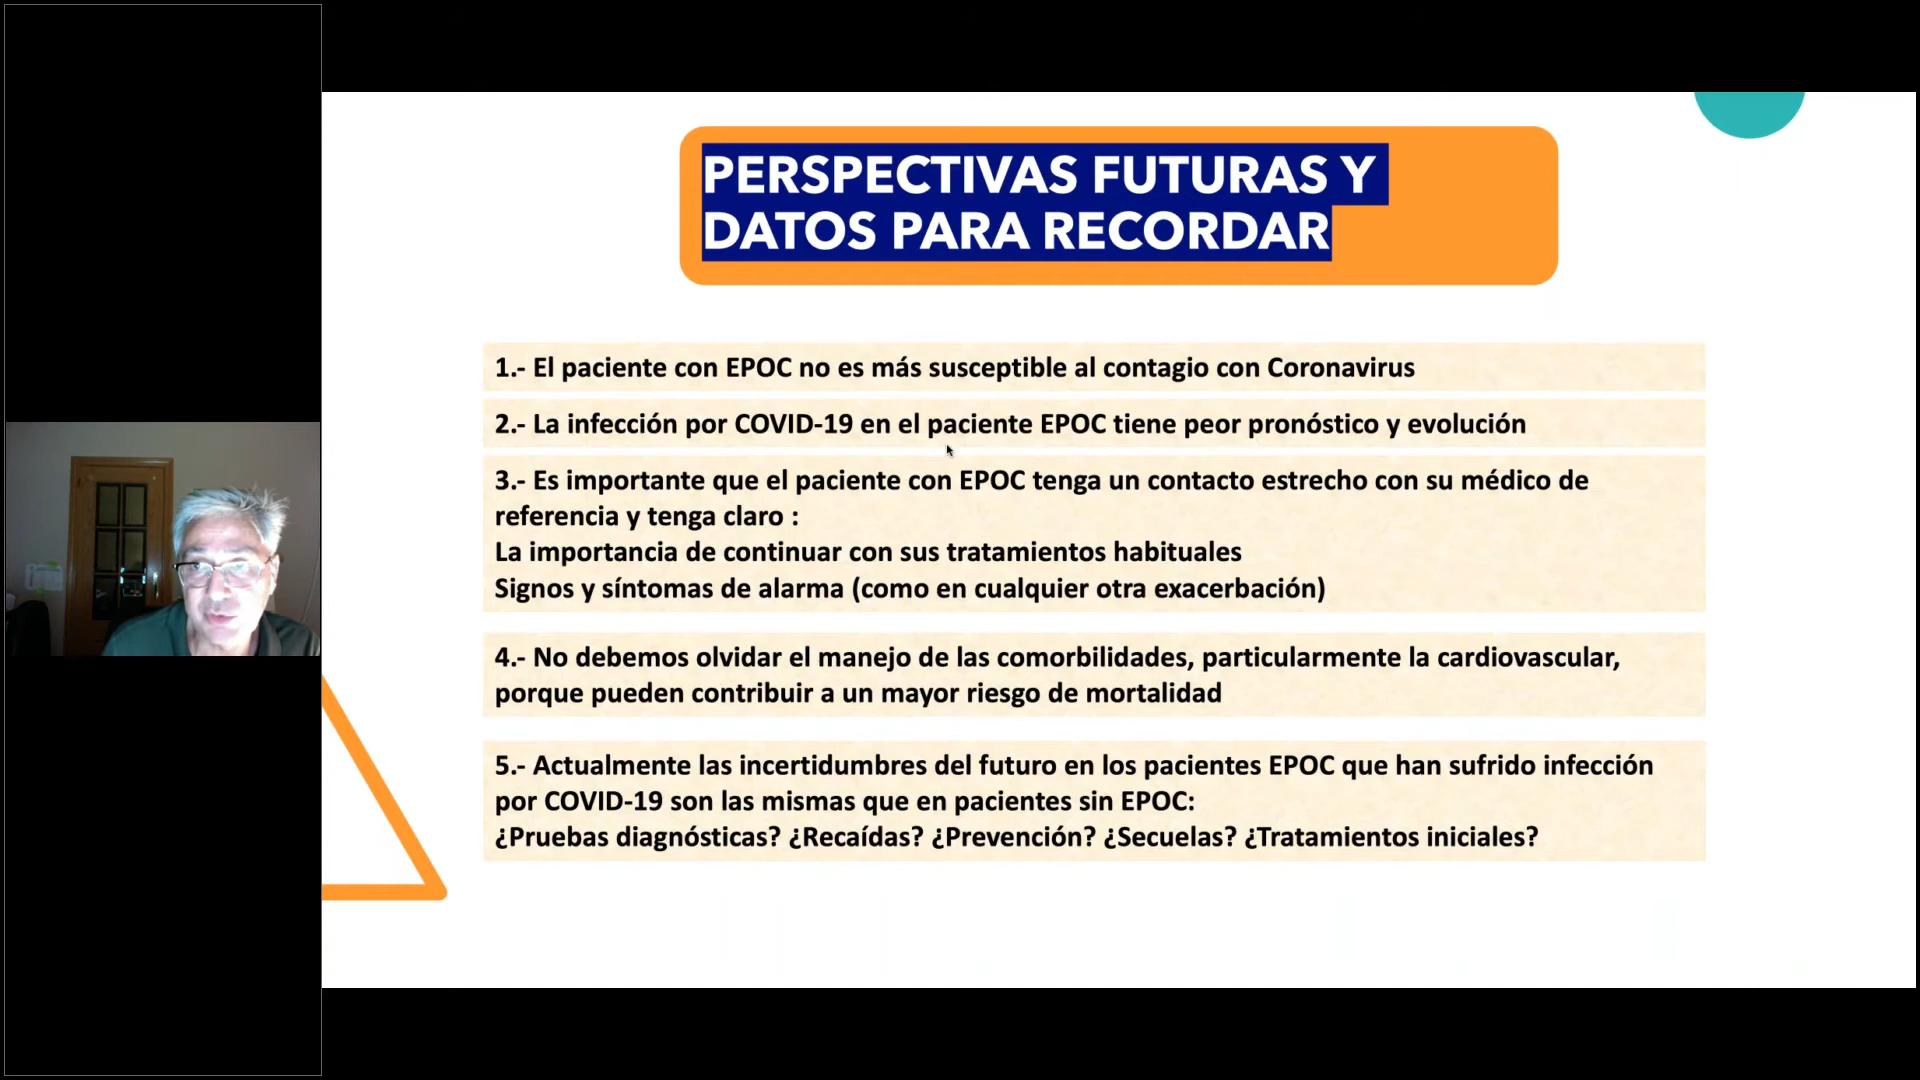 PERSPECTIVAS FUTURAS Y
DATOS PARA RECORDAR
1.- El paciente con EPOC no es más susceptible al contagio con Coronavirus
2.- La infección por COVID-19 en el paciente EPOC tiene peor pronóstico y evolución
3.- Es importante que el paciente con EPOC tenga un contacto estrecho con su médico de
referencia y tenga claro :
La importancia de continuar con sus tratamientos habituales
Signos y síntomas de alarma (como en cualquier otra exacerbación)
4.- No debemos olvidar el manejo de las comorbilidades, particularmente la cardiovascular,
porque pueden contribuir a un mayor riesgo de mortalidad
5.- Actualmente las incertidumbres del futuro en los pacientes EPOC que han sufrido infección
por COVID-19 son las mismas que en pacientes sin EPOC:
¿Pruebas diagnósticas? ¿Recaídas? ¿Prevención? ¿Secuelas? ¿Tratamientos iniciales?